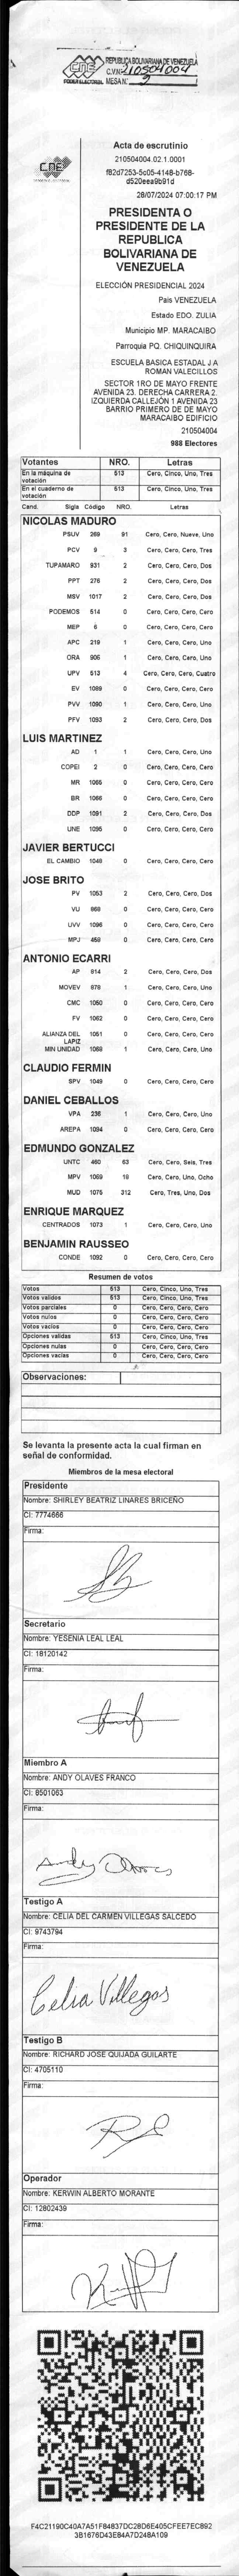 CNE
PODER ELECTORAL
REPUBLICA BOLIVARIANA DE VENEZUELA
C.V.Nº 210504004
MESA Nº 2
CNE
Acta de escrutinio
210504004.02.1.0001
f82d7253-5c05-4148-b768-
d520eea9b91d
28/07/2024 07:00:17 PM
PRESIDENTA O
PRESIDENTE DE LA
REPUBLICA
BOLIVARIANA DE
VENEZUELA
ELECCIÓN PRESIDENCIAL 2024
Pais VENEZUELA
Estado EDO. ZULIA
Municipio MP. MARACAIBO
Parroquia PQ. CHIQUINQUIRA
ESCUELA BASICA ESTADAL J A
ROMAN VALECILLOS
SECTOR 1RO DE MAYO FRENTE
AVENIDA 23. DERECHA CARRERA 2.
IZQUIERDA CALLEJÓN 1 AVENIDA 23
BARRIO PRIMERO DE DE MAYO
MARACAIBO EDIFICIO
210504004
988 Electores
Votantes NRO. Letras
En la máquina de votación 513 Cero, Cinco, Uno, Tres
En el cuaderno de votación 513 Cero, Cinco, Uno, Tres
Cand. Sigla Código NRO. Letras
NICOLAS MADURO
PSUV 269 91 Cero, Cero, Nueve, Uno
PCV 9 3 Cero, Cero, Cero, Tres
TUPAMARO 931 2 Cero, Cero, Cero, Dos
PPT 276 2 Cero, Cero, Cero, Dos
MSV 1017 2 Cero, Cero, Cero, Dos
PODEMOS 514 0 Cero, Cero, Cero, Cero
MEP 6 0 Cero, Cero, Cero, Cero
APC 219 1 Cero, Cero, Cero, Uno
ORA 906 1 Cero, Cero, Cero, Uno
UPV 513 4 Cero, Cero, Cero, Cuatro
EV 1089 0 Cero, Cero, Cero, Cero
PVV 1090 1 Cero, Cero, Cero, Uno
PFV 1093 2 Cero, Cero, Cero, Dos
LUIS MARTINEZ
AD 1 1 Cero, Cero, Cero, Uno
COPEI 2 0 Cero, Cero, Cero, Cero
MR 1065 0 Cero, Cero, Cero, Cero
BR 1066 0 Cero, Cero, Cero, Cero
DDP 1091 2 Cero, Cero, Cero, Dos
UNE 1095 0 Cero, Cero, Cero, Cero
JAVIER BERTUCCI
EL CAMBIO 1048 0 Cero, Cero, Cero, Cero
JOSE BRITO
PV 1053 2 Cero, Cero, Cero, Dos
VU 968 0 Cero, Cero, Cero, Cero
UVV 1096 0 Cero, Cero, Cero, Cero
MPJ 458 0 Cero, Cero, Cero, Cero
ANTONIO ECARRI
AP 814 2 Cero, Cero, Cero, Dos
MOVEV 878 1 Cero, Cero, Cero, Uno
CMC 1050 0 Cero, Cero, Cero, Cero
FV 1062 0 Cero, Cero, Cero, Cero
ALIANZA DEL LAPIZ 1051 0 Cero, Cero, Cero, Cero
MIN UNIDAD 1069 1 Cero, Cero, Cero, Uno
CLAUDIO FERMIN
SPV 1049 0 Cero, Cero, Cero, Cero
DANIEL CEBALLOS
VPA 236 1 Cero, Cero, Cero, Uno
AREPA 1094 0 Cero, Cero, Cero, Cero
EDMUNDO GONZALEZ
UNTC 460 63 Cero, Cero, Seis, Tres
MPV 1069 18 Cero, Cero, Uno, Ocho
MUD 1075 312 Cero, Tres, Uno, Dos
ENRIQUE MARQUEZ
CENTRADOS 1073 1 Cero, Cero, Cero, Uno
BENJAMIN RAUSSEO
CONDE 1092 0 Cero, Cero, Cero, Cero
Resumen de votos
Votos 513 Cero, Cinco, Uno, Tres
Votos validos 513 Cero, Cinco, Uno, Tres
Votos parciales 0 Cero, Cero, Cero, Cero
Votos nulos 0 Cero, Cero, Cero, Cero
Votos vacios 0 Cero, Cero, Cero, Cero
Opciones validas 513 Cero, Cinco, Uno, Tres
Opciones nulas 0 Cero, Cero, Cero, Cero
Opciones vacias 0 Cero, Cero, Cero, Cero
Observaciones:
Se levanta la presente acta la cual firman en
señal de conformidad.
Miembros de la mesa electoral
Presidente
Nombre: SHIRLEY BEATRIZ LINARES BRICEÑO
CI: 7774666
Firma:
Secretario
Nombre: YESENIA LEAL LEAL
CI: 18120142
Firma:
Miembro A
Nombre: ANDY OLAVES FRANCO
CI: 8501063
Firma:
Andy Olaves
Testigo A
Nombre: CELIA DEL CARMEN VILLEGAS SALCEDO
CI: 9743794
Firma:
Celia Villegas
Testigo B
Nombre: RICHARD JOSE QUIJADA GUILARTE
CI: 4705110
Firma:
Operador
Nombre: KERWIN ALBERTO MORANTE
CI: 12802439
Firma:
F4C21190C40A7A51F84837DC28D6E405CFEE7EC892
3B1676D43E84A7D248A109